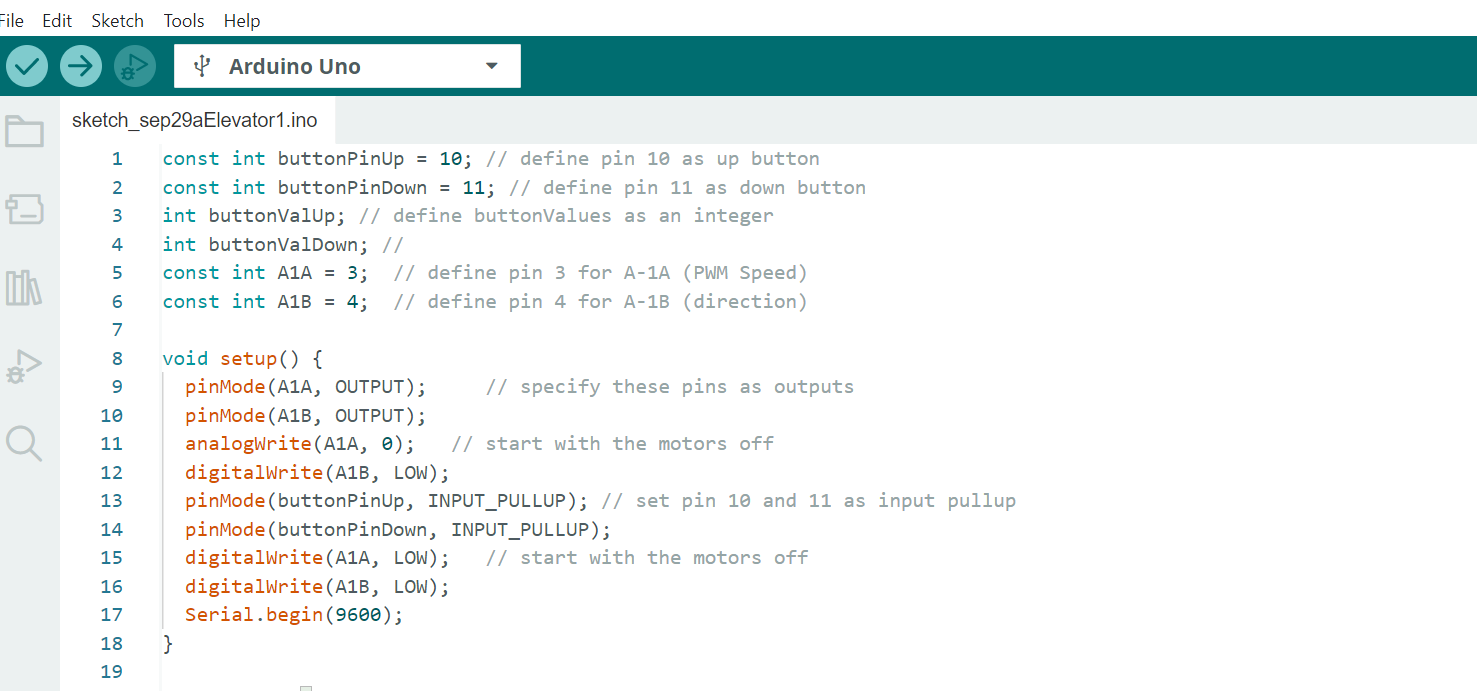 File Edit Sketch Tools Help
Arduino Uno
sketch_sep29aElevator1.ino
1 const int buttonPinUp = 10; // define pin 10 as up button
2 const int buttonPinDown = 11; // define pin 11 as down button
3 int buttonValUp; // define buttonValues as an integer
4 int buttonValDown; //
5 const int A1A = 3;  // define pin 3 for A-1A (PWM Speed)
6 const int A1B = 4;  // define pin 4 for A-1B (direction)
7
8 void setup() {
9   pinMode(A1A, OUTPUT);     // specify these pins as outputs
10   pinMode(A1B, OUTPUT);
11   analogWrite(A1A, 0);   // start with the motors off
12   digitalWrite(A1B, LOW);
13   pinMode(buttonPinUp, INPUT_PULLUP); // set pin 10 and 11 as input pullup
14   pinMode(buttonPinDown, INPUT_PULLUP);
15   digitalWrite(A1A, LOW);   // start with the motors off
16   digitalWrite(A1B, LOW);
17   Serial.begin(9600);
18 }
19